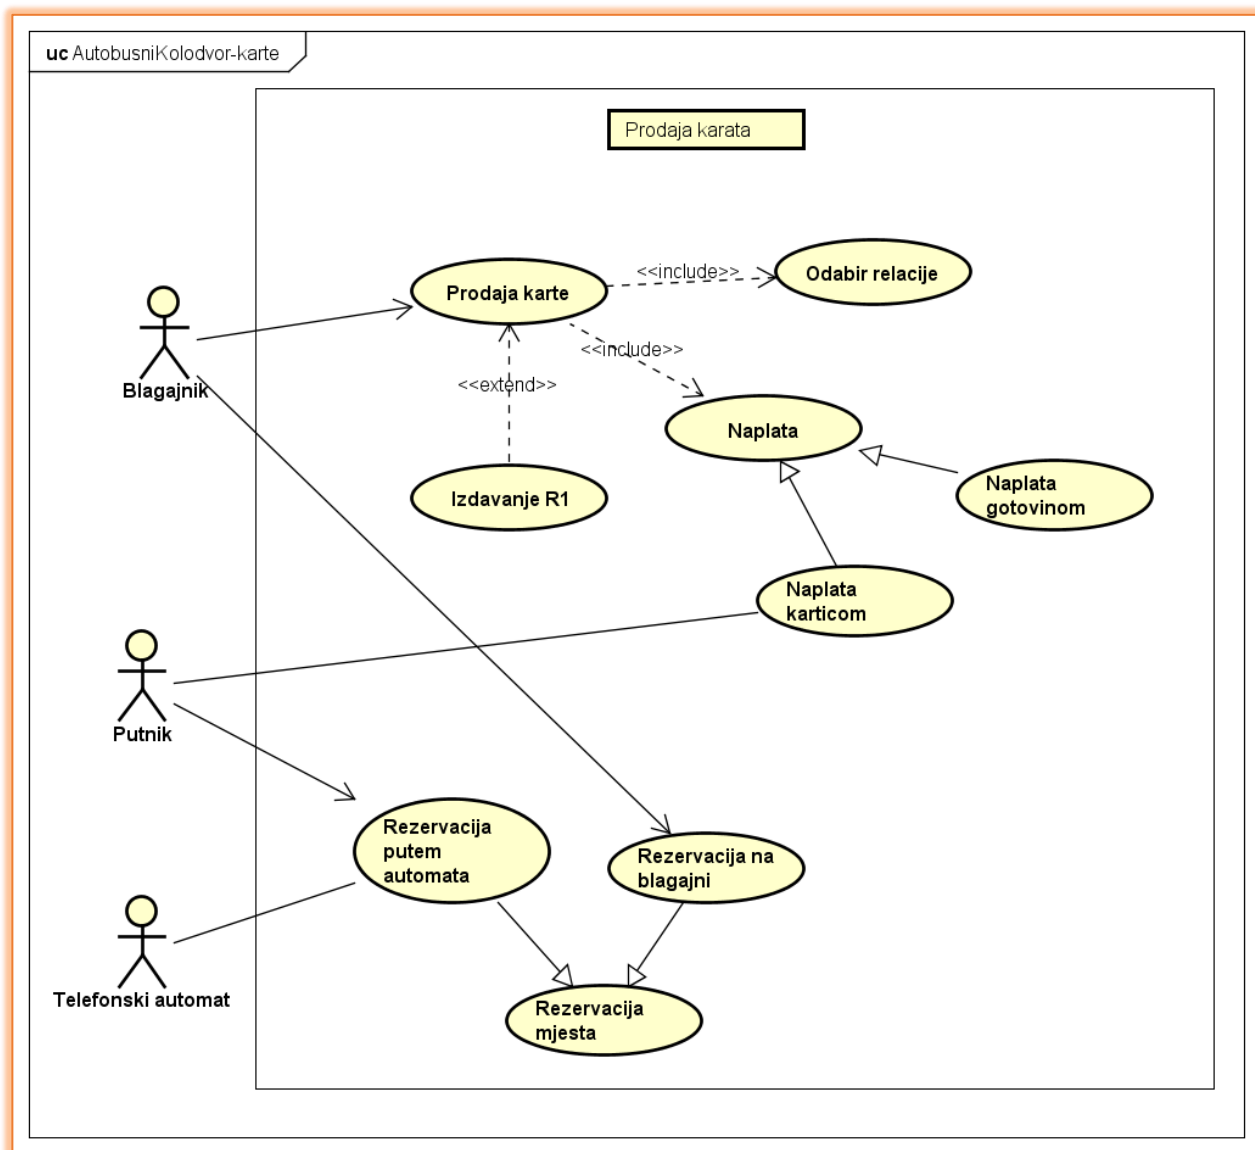 uc AutobusniKolodvor-karte
Prodaja karata
Odabir relacije
<<include>>
Prodaja karte
<<include>>
<<extend>>
Blagajnik
Naplata
Izdavanje R1
Naplata
gotovinom
Naplata
karticom
Putnik
Rezervacija
putem
automata
Rezervacija na
blagajni
Telefonski automat
Rezervacija
mjesta